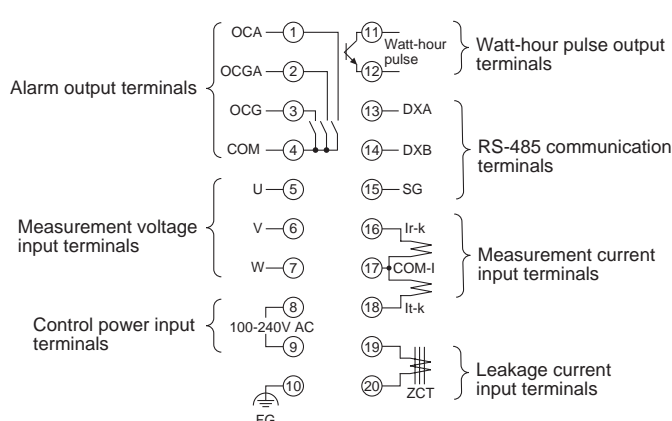 Alarm output terminals
OCA 1
OCGA 2
OCG 3
COM 4
Measurement voltage
input terminals
U 5
V 6
W 7
Control power input
terminals
8
100-240V AC
9
10
EG
11
Watt-hour
pulse
12
Watt-hour pulse output
terminals
13 DXA
14 DXB
15 SG
RS-485 communication
terminals
16 Ir-k
17 COM-I
18 It-k
Measurement current
input terminals
19
20
ZCT
Leakage current
input terminals